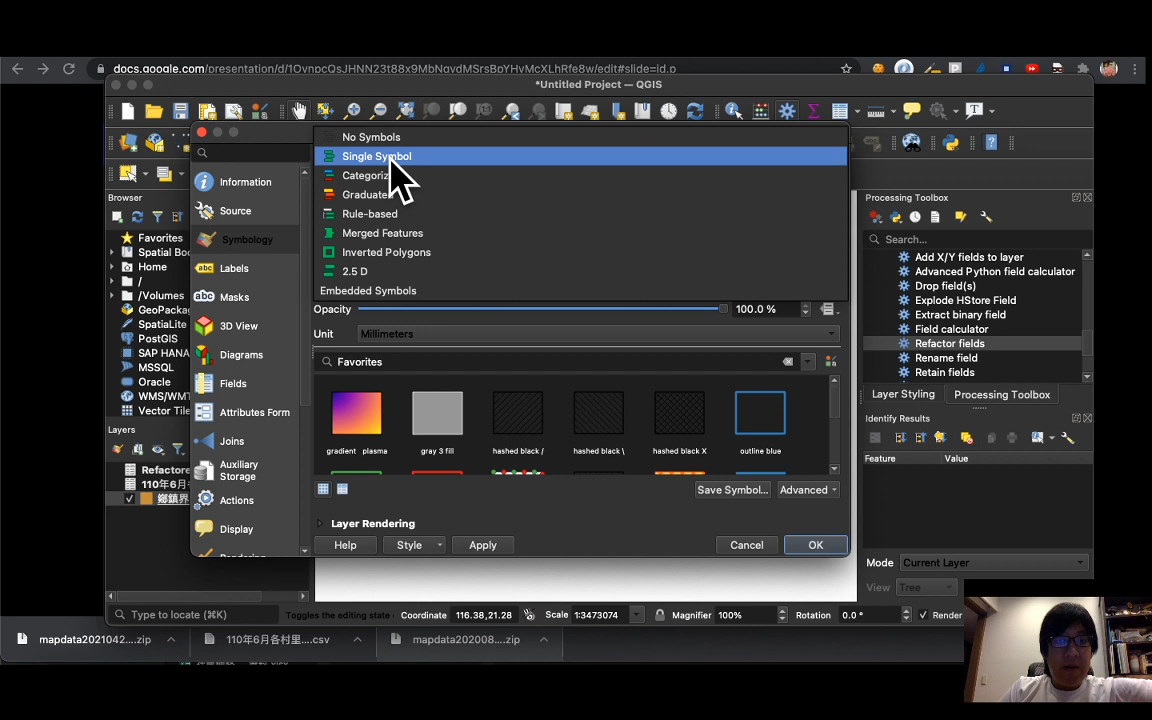 docs.google.com/presentation/d/1OvnpcQsJHNN23t88x9MbNgvdMSrsBpYHvMcXLhRfe8w/edit#slide=id.p
*Untitled Project — QGIS
No Symbols
Single Symbol
Graduate
Rule-based
Merged Features
Inverted Polygons
2.5 D
Embedded Symbols
Opacity
100.0 %
Unit
Millimeters
Favorites
gradient plasma
gray 3 fill
hashed black /
hashed black \
hashed black X
outline blue
Save Symbol...
Advanced
Layer Rendering
Help
Style
Apply
Cancel
OK
Information
Source
Symbology
abc
Labels
abc
Masks
3D View
Diagrams
Fields
Attributes Form
Joins
Auxiliary
Storage
Actions
Display
Browser
Favorites
Spatial Boo
Home
/
/Volumes
GeoPackag
SpatiaLite
PostGIS
SAP HANA
MSSQL
Oracle
WMS/WMT
Vector Tile
Layers
Refactore
110年6月
鄉鎮界
Processing Toolbox
Search...
Add X/Y fields to layer
Advanced Python field calculator
Drop field(s)
Explode HStore Field
Extract binary field
Field calculator
Refactor fields
Rename field
Retain fields
Layer Styling
Processing Toolbox
Identify Results
Feature
Value
Mode
Current Layer
View
Tree
Type to locate (⌘K)
Toggles the editing state
Coordinate
116.38,21.28
Scale
1:3473074
Magnifier
100%
Rotation
0.0 °
Render
mapdata2021042....zip
110年6月各村里....csv
mapdata202008....zip